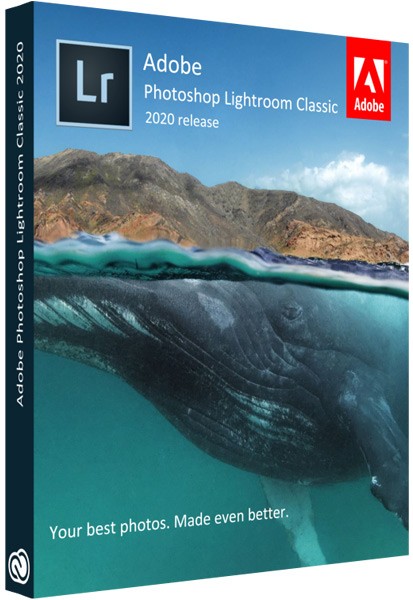 Adobe Photoshop Lightroom Classic 2020
Lr
Adobe
Photoshop Lightroom Classic
2020 release
Adobe
Your best photos. Made even better.